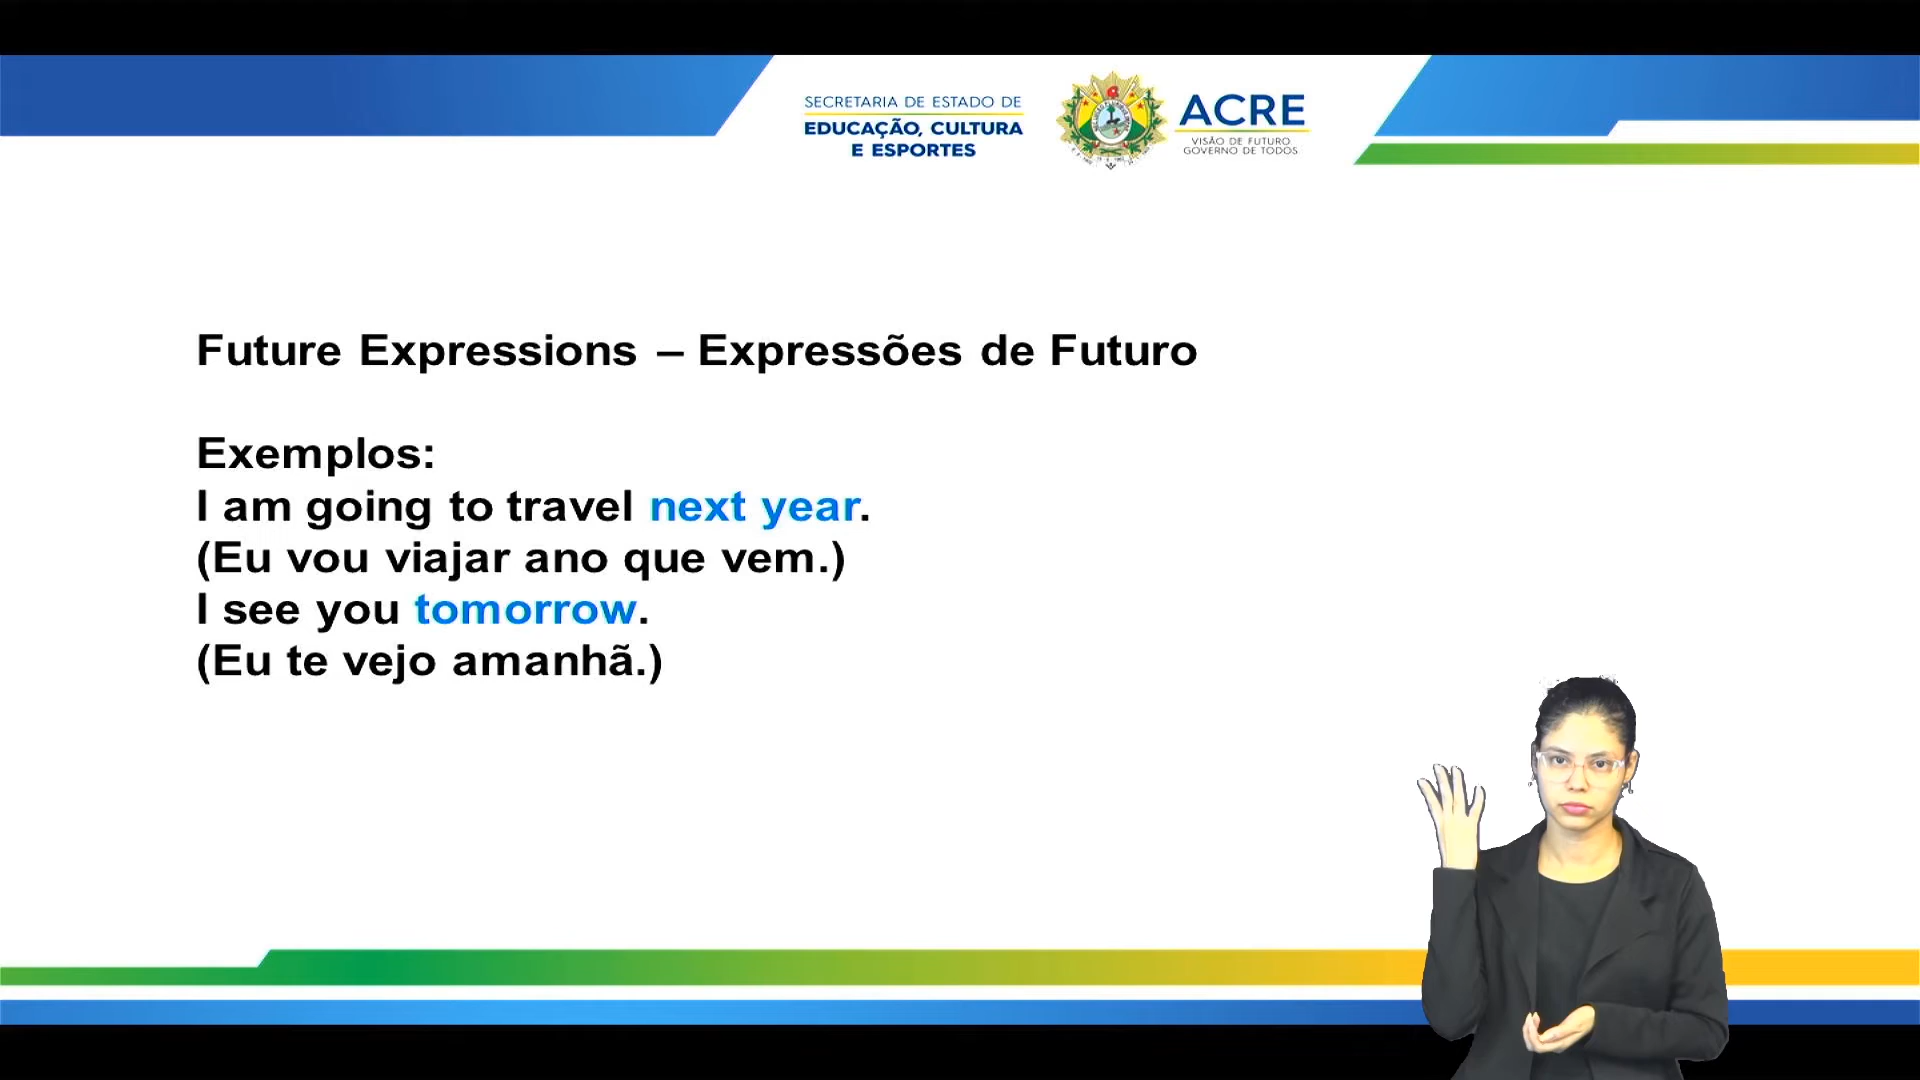 SECRETARIA DE ESTADO DE
EDUCAÇÃO, CULTURA
E ESPORTES
ACRE
VISÃO DE FUTURO
GOVERNO DE TODOS
Future Expressions – Expressões de Futuro
Exemplos:
I am going to travel next year.
(Eu vou viajar ano que vem.)
I see you tomorrow.
(Eu te vejo amanhã.)